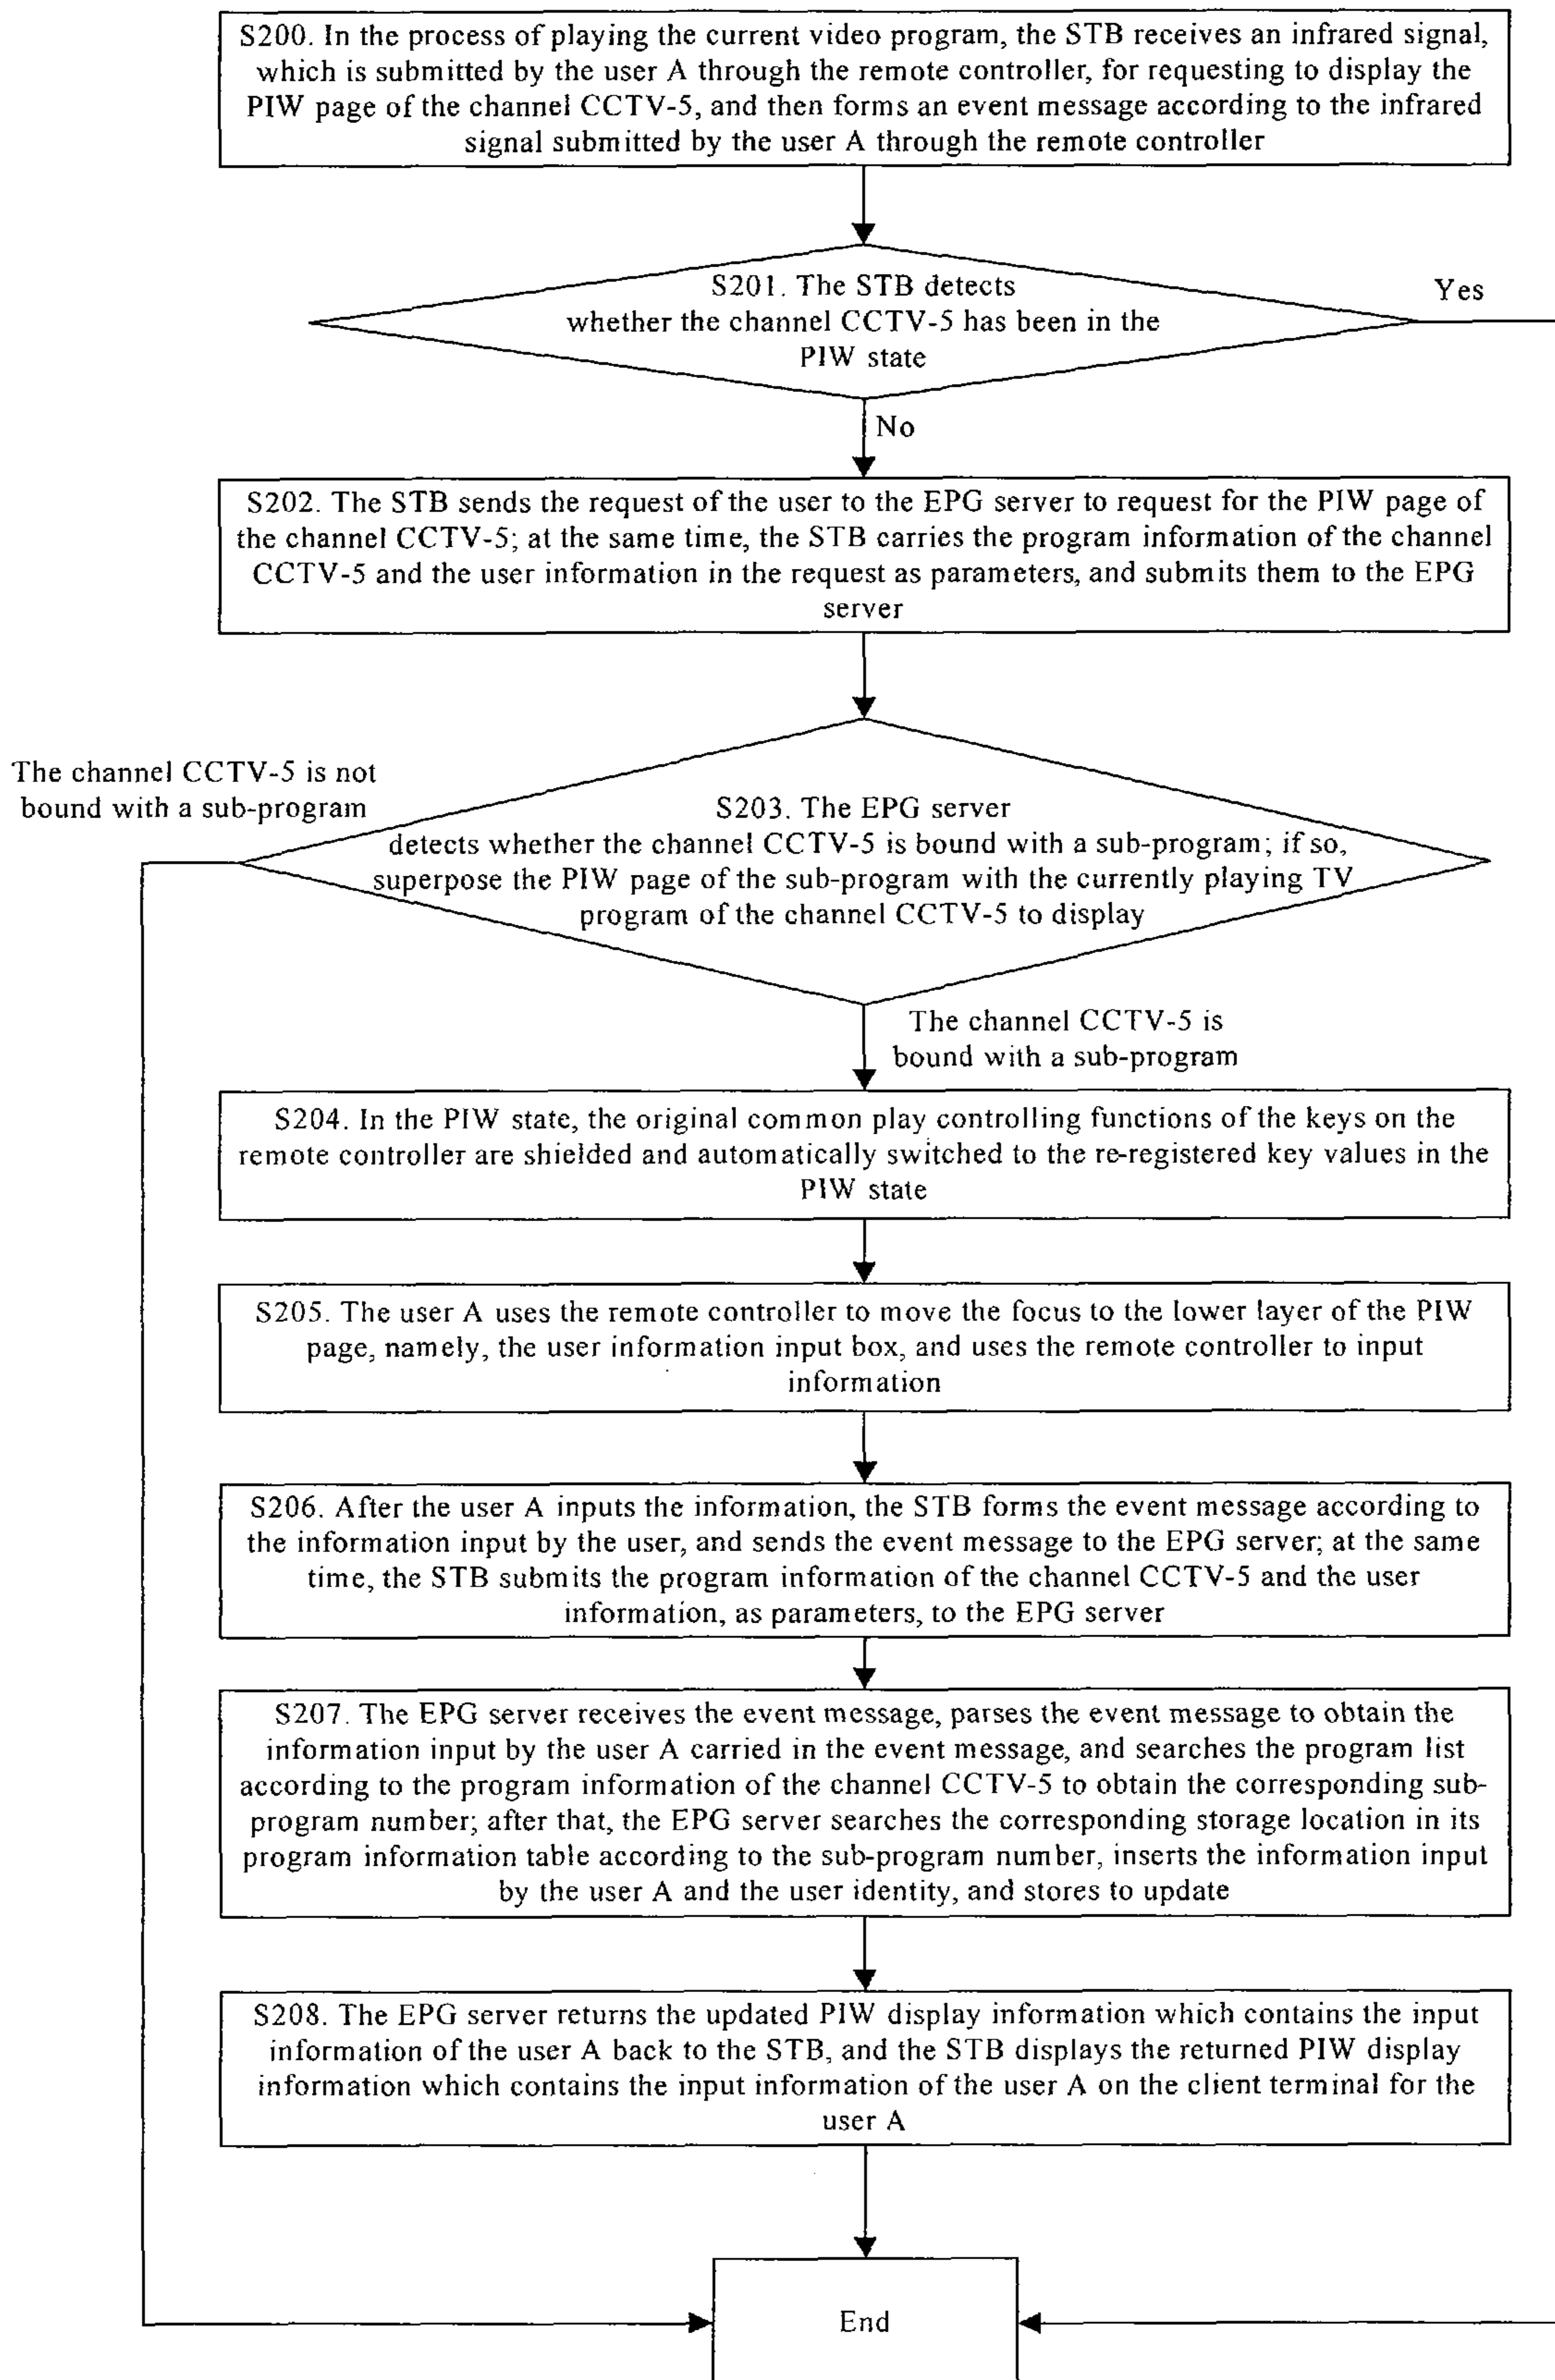 S200. In the process of playing the current video program, the STB receives an infrared signal,
which is submitted by the user A through the remote controller, for requesting to display the
PIW page of the channel CCTV-5, and then forms an event message according to the infrared
signal submitted by the user A through the remote controller
S201. The STB detects
whether the channel CCTV-5 has been in the
PIW state
Yes
No
S202. The STB sends the request of the user to the EPG server to request for the PIW page of
the channel CCTV-5; at the same time, the STB carries the program information of the channel
CCTV-5 and the user information in the request as parameters, and submits them to the EPG
server
The channel CCTV-5 is not
bound with a sub-program
S203. The EPG server
detects whether the channel CCTV-5 is bound with a sub-program; if so,
superpose the PIW page of the sub-program with the currently playing TV
program of the channel CCTV-5 to display
The channel CCTV-5 is
bound with a sub-program
S204. In the PIW state, the original common play controlling functions of the keys on the
remote controller are shielded and automatically switched to the re-registered key values in the
PIW state
S205. The user A uses the remote controller to move the focus to the lower layer of the PIW
page, namely, the user information input box, and uses the remote controller to input
information
S206. After the user A inputs the information, the STB forms the event message according to
the information input by the user, and sends the event message to the EPG server; at the same
time, the STB submits the program information of the channel CCTV-5 and the user
information, as parameters, to the EPG server
S207. The EPG server receives the event message, parses the event message to obtain the
information input by the user A carried in the event message, and searches the program list
according to the program information of the channel CCTV-5 to obtain the corresponding sub-
program number; after that, the EPG server searches the corresponding storage location in its
program information table according to the sub-program number, inserts the information input
by the user A and the user identity, and stores to update
S208. The EPG server returns the updated PIW display information which contains the input
information of the user A back to the STB, and the STB displays the returned PIW display
information which contains the input information of the user A on the client terminal for the
user A
End